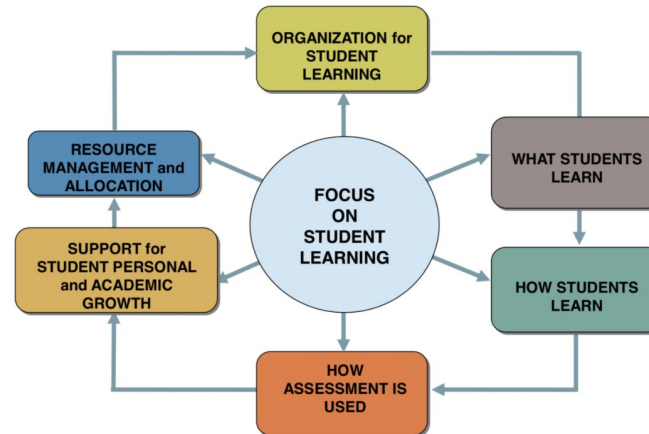 ORGANIZATION for
STUDENT
LEARNING
RESOURCE
MANAGEMENT and
ALLOCATION
WHAT STUDENTS
LEARN
FOCUS
ON
STUDENT
LEARNING
SUPPORT for
STUDENT PERSONAL
and ACADEMIC
GROWTH
HOW STUDENTS
LEARN
HOW
ASSESSMENT IS
USED